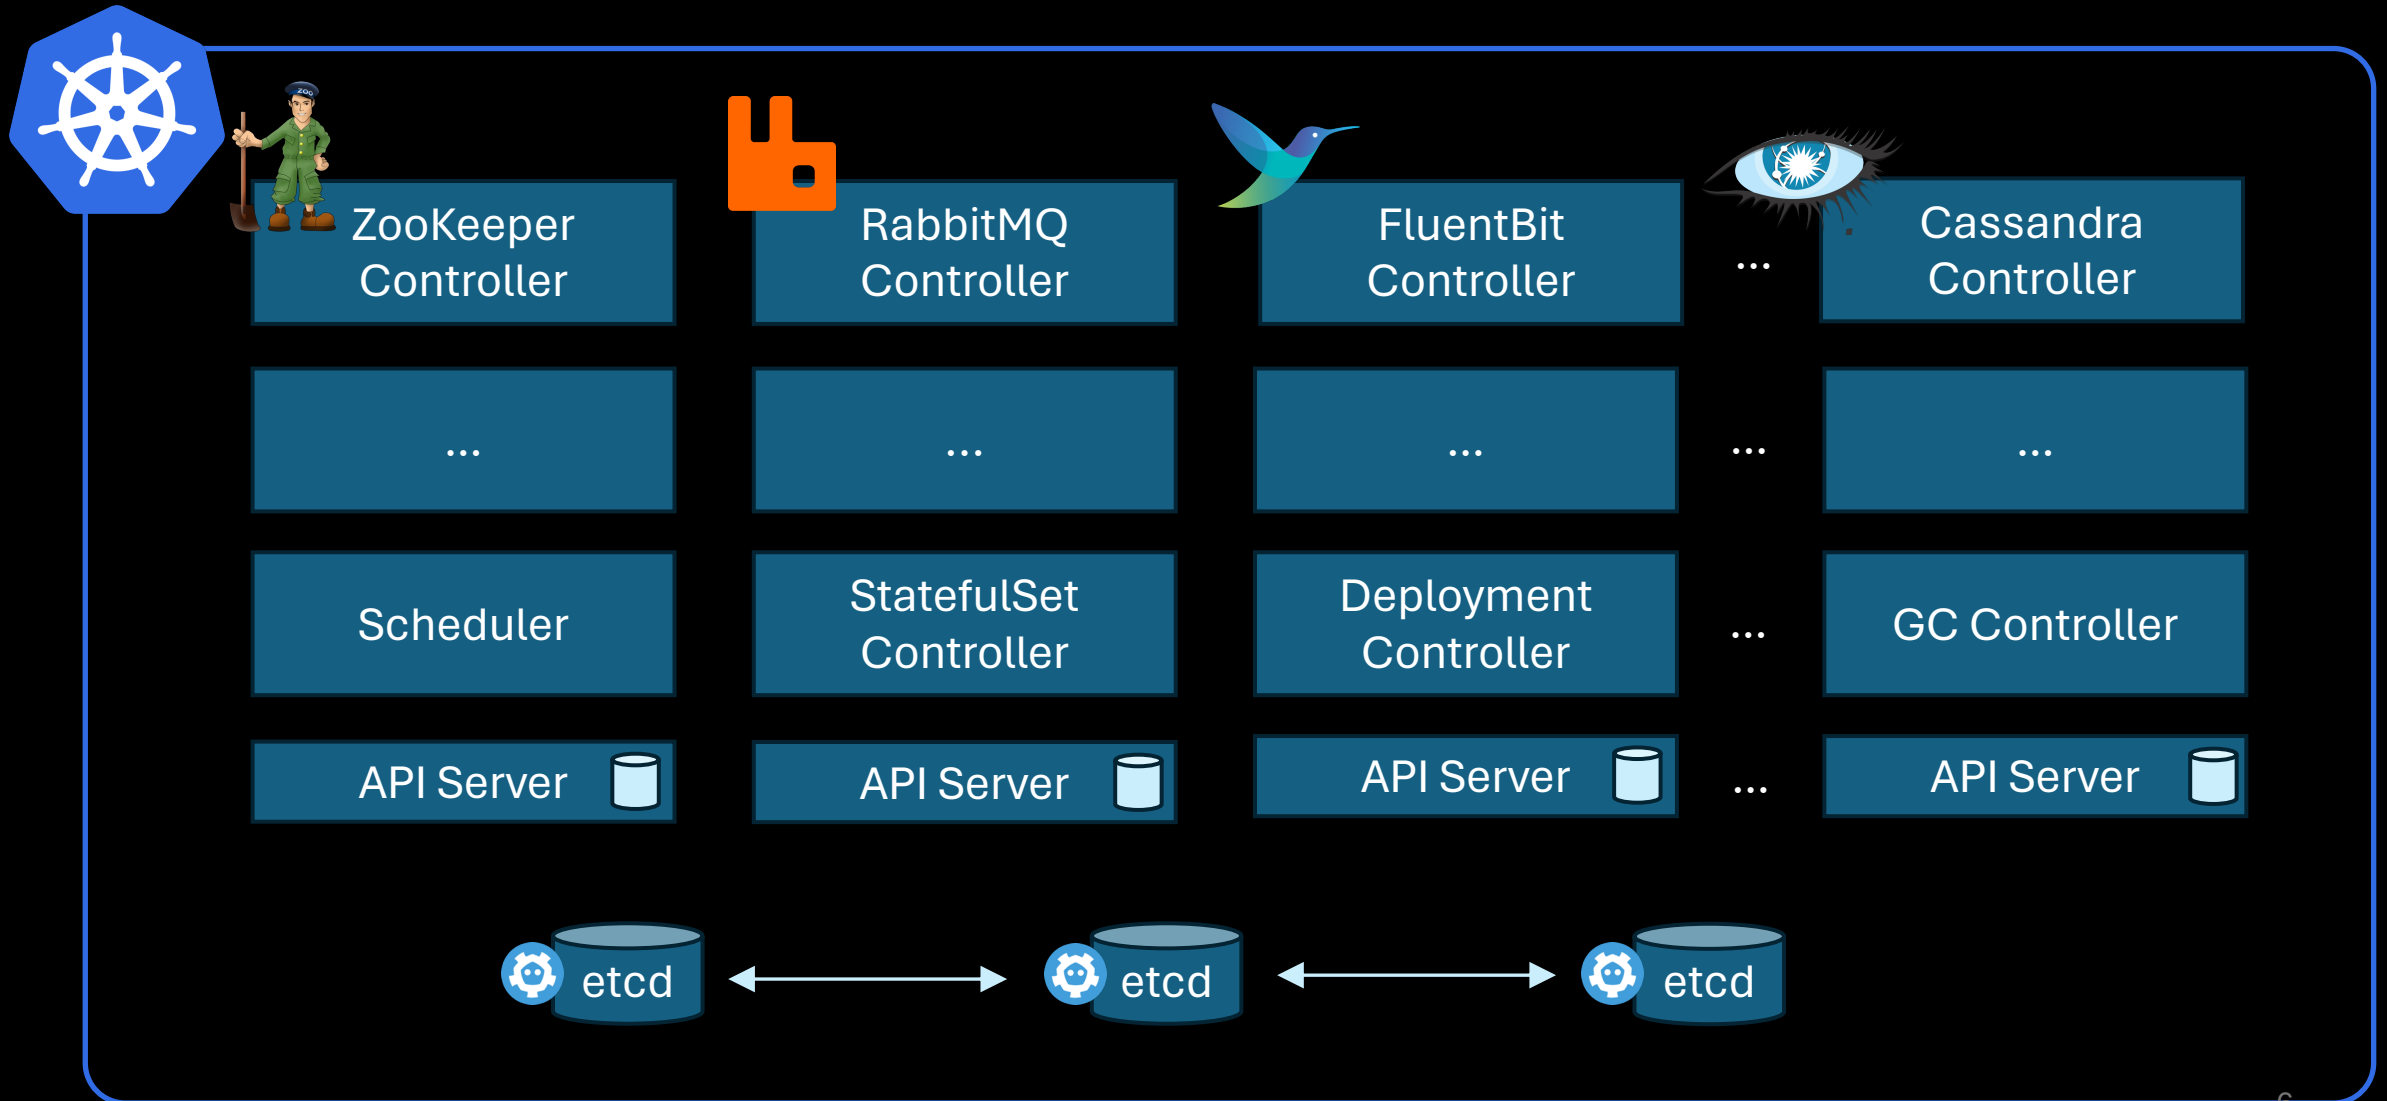 ZOO
ZooKeeper
Controller
RabbitMQ
Controller
FluentBit
Controller
...
Cassandra
Controller
...
...
...
...
...
Scheduler
StatefulSet
Controller
Deployment
Controller
...
GC Controller
API Server
API Server
API Server
...
API Server
etcd
etcd
etcd